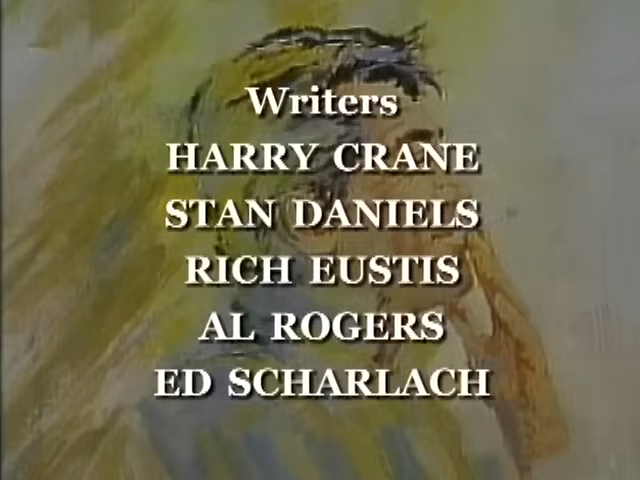 Writers
HARRY CRANE
STAN DANIELS
RICH EUSTIS
AL ROGERS
ED SCHARLACH